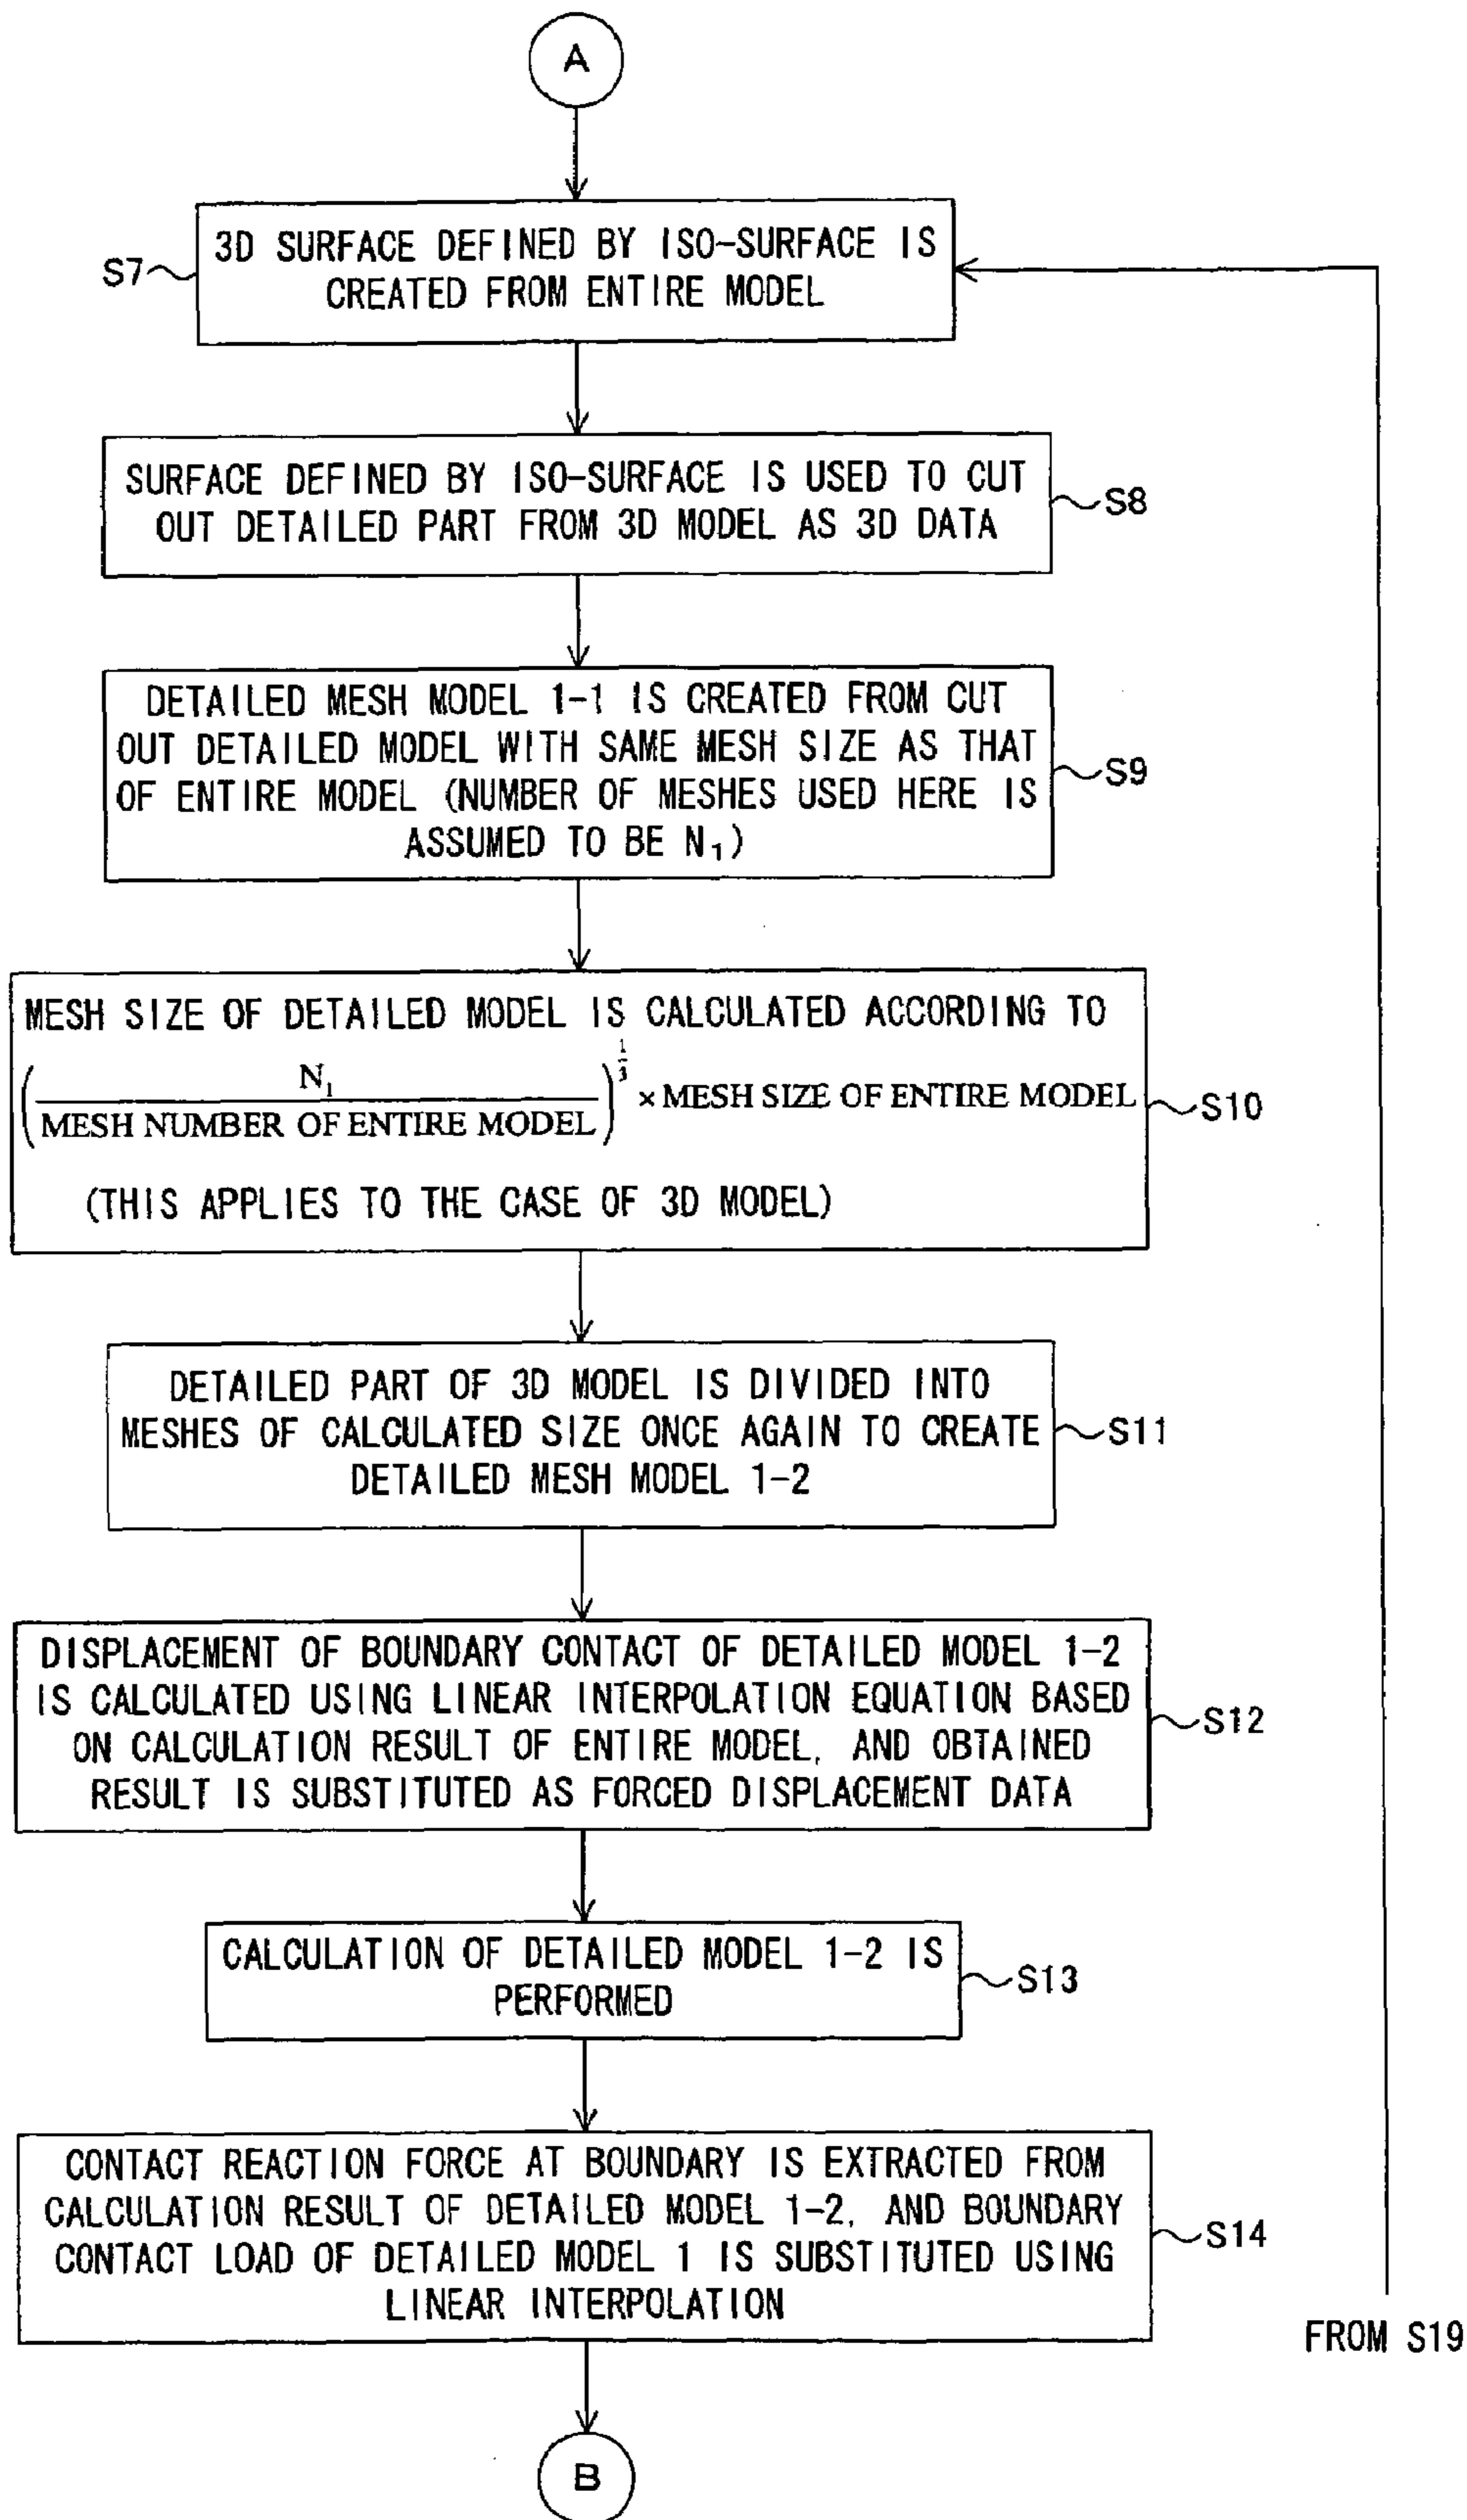 A
3D SURFACE DEFINED BY ISO-SURFACE IS
CREATED FROM ENTIRE MODEL
S7
SURFACE DEFINED BY ISO-SURFACE IS USED TO CUT
OUT DETAILED PART FROM 3D MODEL AS 3D DATA
S8
DETAILED MESH MODEL 1-1 IS CREATED FROM CUT
OUT DETAILED MODEL WITH SAME MESH SIZE AS THAT
OF ENTIRE MODEL (NUMBER OF MESHES USED HERE IS
ASSUMED TO BE N₁)
S9
MESH SIZE OF DETAILED MODEL IS CALCULATED ACCORDING TO
(N₁ / MESH NUMBER OF ENTIRE MODEL)^(1/3) × MESH SIZE OF ENTIRE MODEL
(THIS APPLIES TO THE CASE OF 3D MODEL)
S10
DETAILED PART OF 3D MODEL IS DIVIDED INTO
MESHES OF CALCULATED SIZE ONCE AGAIN TO CREATE
DETAILED MESH MODEL 1-2
S11
DISPLACEMENT OF BOUNDARY CONTACT OF DETAILED MODEL 1-2
IS CALCULATED USING LINEAR INTERPOLATION EQUATION BASED
ON CALCULATION RESULT OF ENTIRE MODEL, AND OBTAINED
RESULT IS SUBSTITUTED AS FORCED DISPLACEMENT DATA
S12
CALCULATION OF DETAILED MODEL 1-2 IS
PERFORMED
S13
CONTACT REACTION FORCE AT BOUNDARY IS EXTRACTED FROM
CALCULATION RESULT OF DETAILED MODEL 1-2, AND BOUNDARY
CONTACT LOAD OF DETAILED MODEL 1 IS SUBSTITUTED USING
LINEAR INTERPOLATION
S14
FROM S19
B